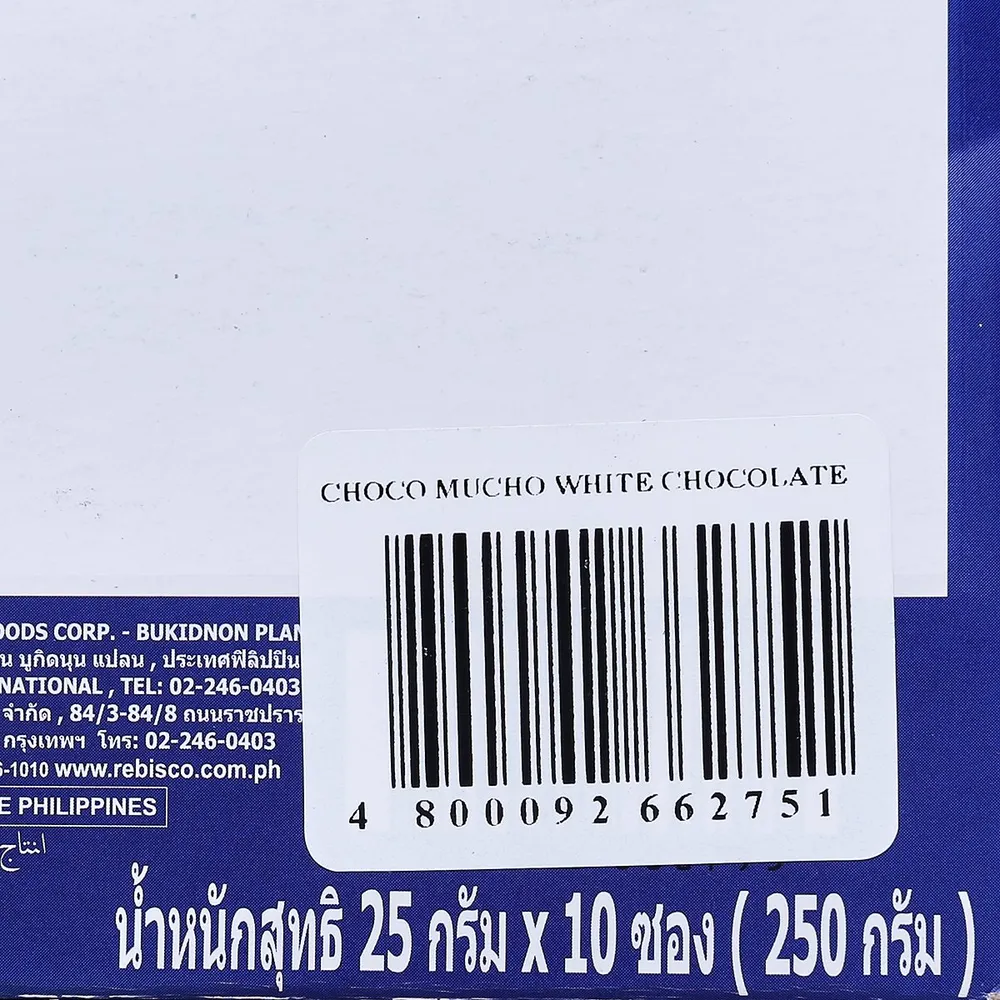 CHOCO MUCHO WHITE CHOCOLATE
4 800092 662751
OODS CORP. - BUKIDNON PLAN
น บูกิดนุน แปลน , ประเทศฟิลิปปิน
NATIONAL , TEL: 02-246-0403
จำกัด , 84/3-84/8 ถนนราชปราร
กรุงเทพฯ โทร: 02-246-0403
6-1010 www.rebisco.com.ph
E PHILIPPINES
انتاج
น้ำหนักสุทธิ 25 กรัม x 10 ซอง ( 250 กรัม )